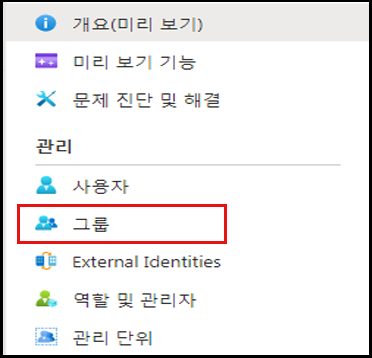 개요(미리 보기)
미리 보기 기능
문제 진단 및 해결
관리
사용자
그룹
External Identities
역할 및 관리자
관리 단위